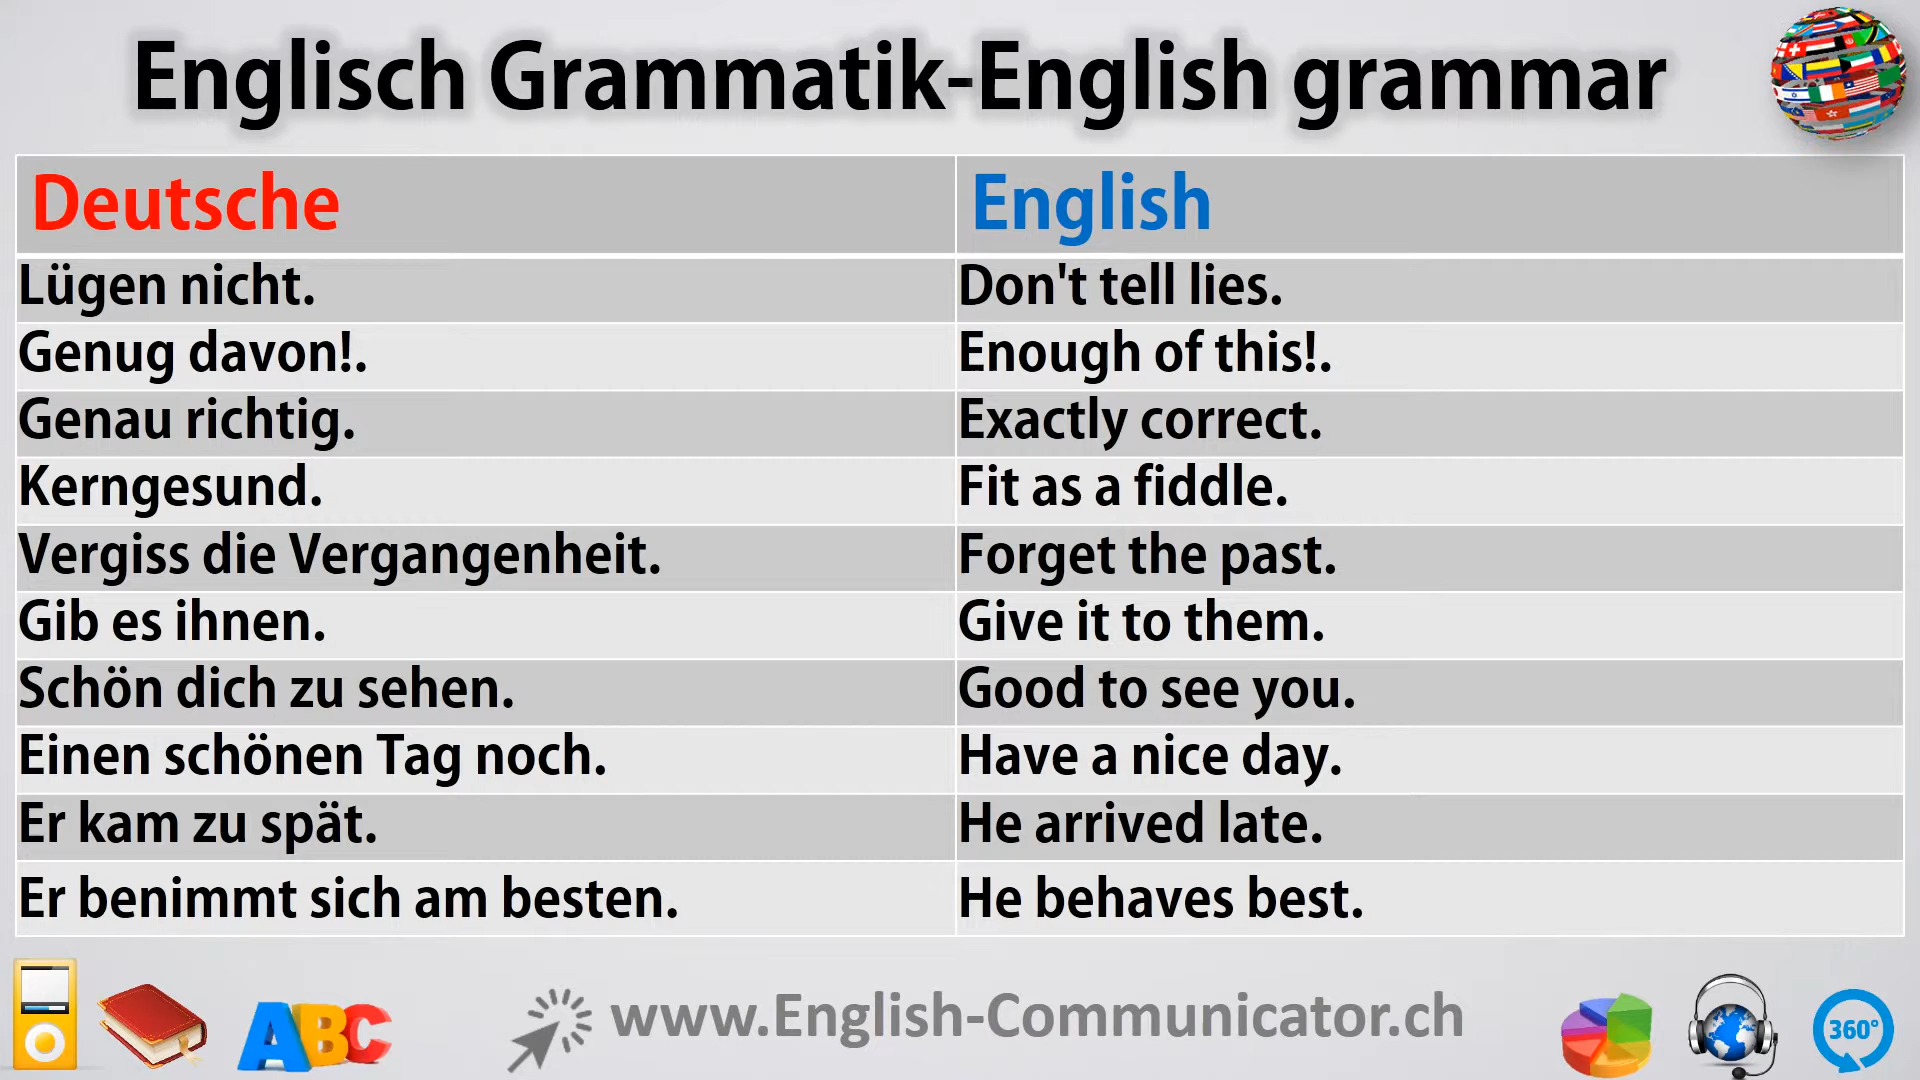 Englisch Grammatik-English grammar
Deutsche English
Lügen nicht. Don't tell lies.
Genug davon!. Enough of this!.
Genau richtig. Exactly correct.
Kerngesund. Fit as a fiddle.
Vergiss die Vergangenheit. Forget the past.
Gib es ihnen. Give it to them.
Schön dich zu sehen. Good to see you.
Einen schönen Tag noch. Have a nice day.
Er kam zu spät. He arrived late.
Er benimmt sich am besten. He behaves best.
ABC www.English-Communicator.ch 360°